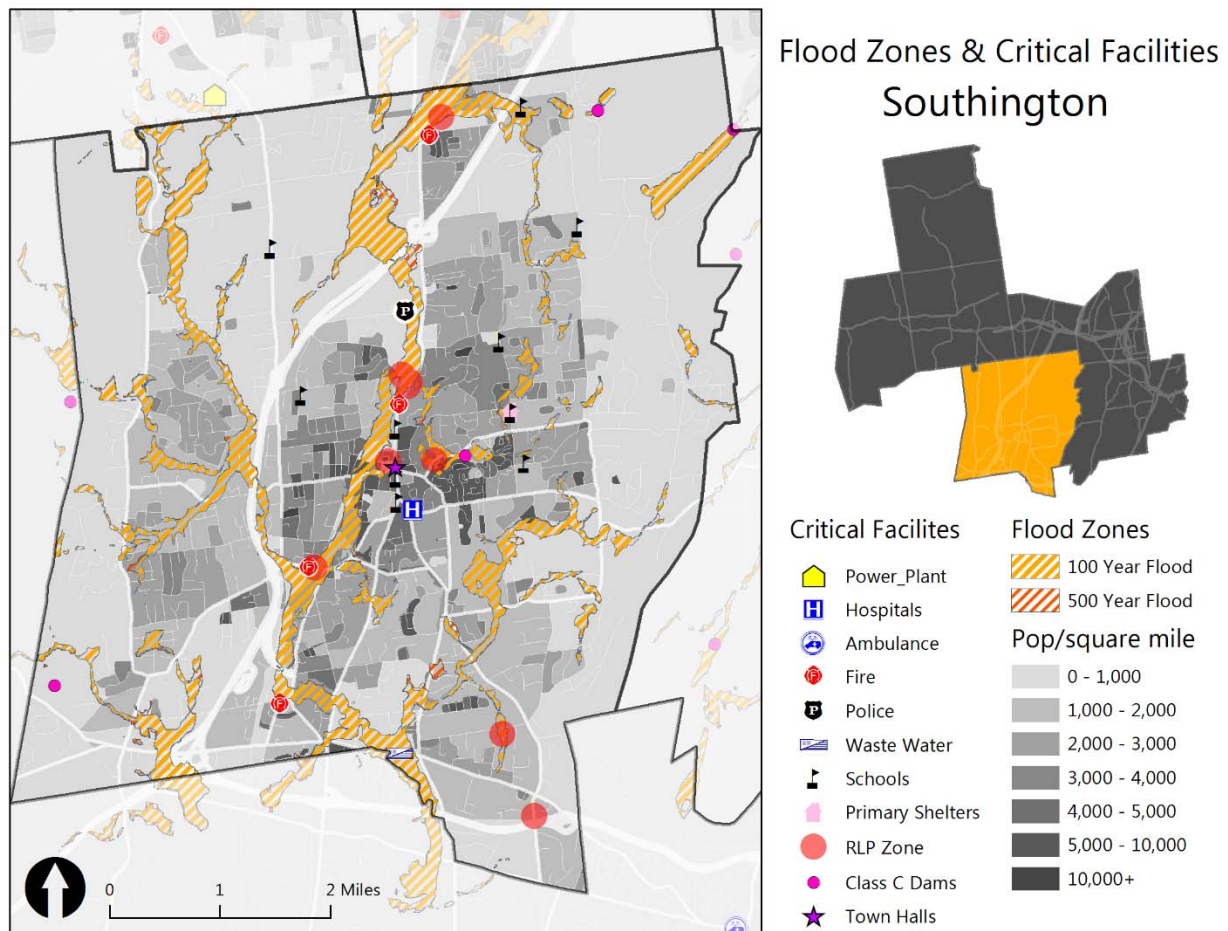 Flood Zones & Critical Facilities
Southington
Critical Facilites
Power_Plant
Hospitals
Ambulance
Fire
Police
Waste Water
Schools
Primary Shelters
RLP Zone
Class C Dams
Town Halls
Flood Zones
100 Year Flood
500 Year Flood
Pop/square mile
0 - 1,000
1,000 - 2,000
2,000 - 3,000
3,000 - 4,000
4,000 - 5,000
5,000 - 10,000
10,000+
0 1 2 Miles
F
F
F
F
F
P
H
H
F
P